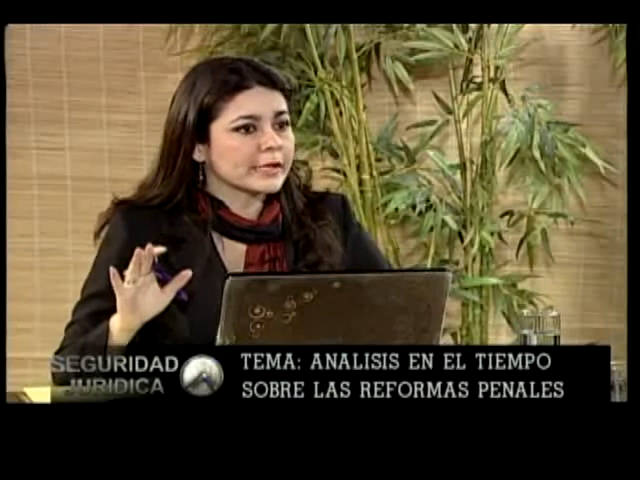 SEGURIDAD
JURIDICA
TEMA: ANALISIS EN EL TIEMPO
SOBRE LAS REFORMAS PENALES